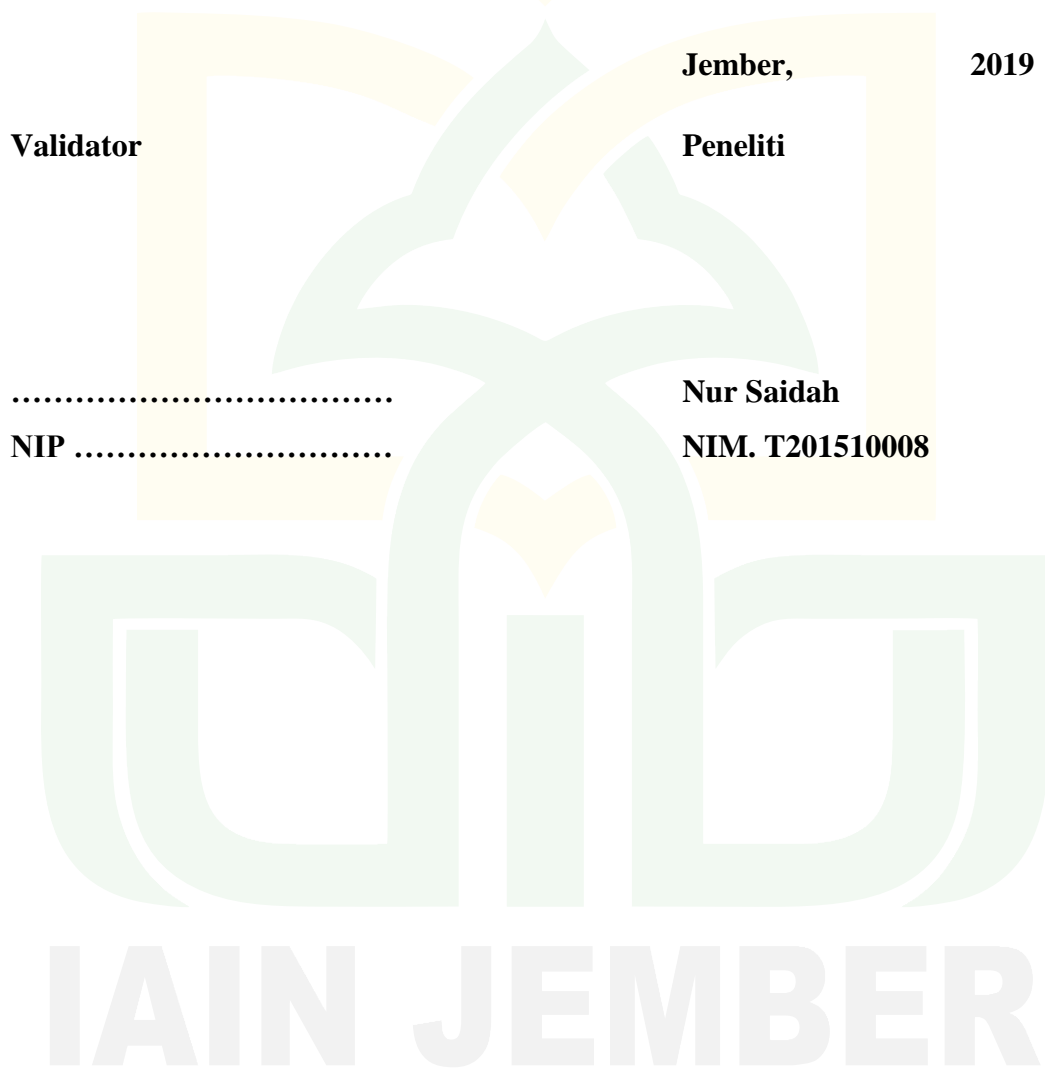 Jember, 2019
Validator Peneliti
……………………………… Nur Saidah
NIP ………………………… NIM. T201510008
IAIN JEMBER